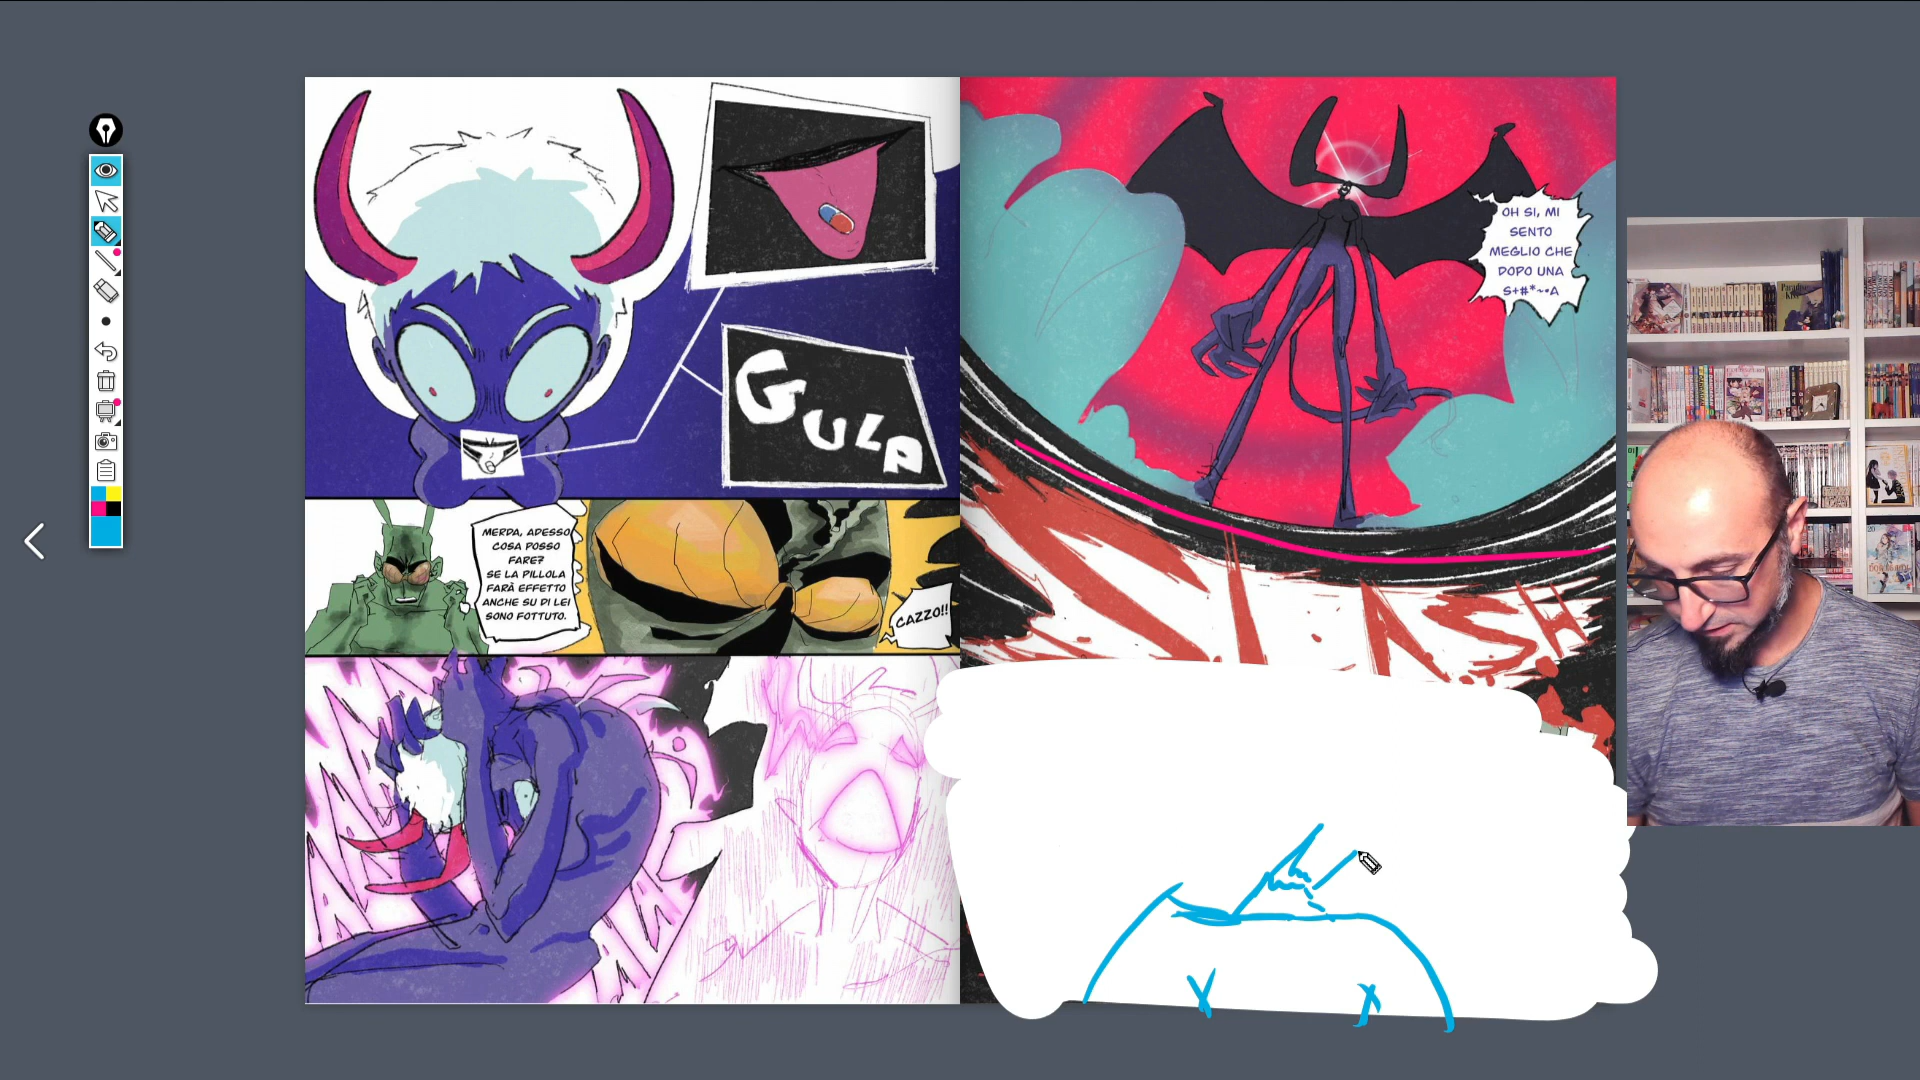 GULP
MERDA, ADESSO
COSA POSSO
FARE?
SE LA PILLOLA
FARÀ EFFETTO
ANCHE SU DI LEI
SONO FOTTUTO.
CAZZO!!
OH SI, MI
SENTO
MEGLIO CHE
DOPO UNA
S+#*~•A
SLASH